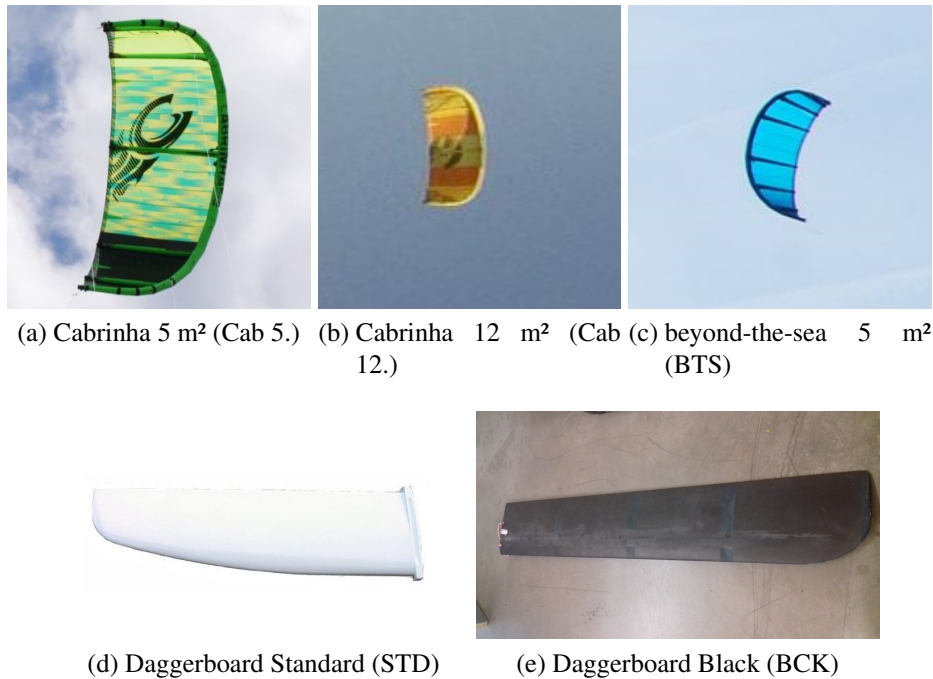 (a) Cabrinha 5 m² (Cab 5.)
(b) Cabrinha 12 m² (Cab 12.)
(c) beyond-the-sea 5 m² (BTS)
(d) Daggerboard Standard (STD)
(e) Daggerboard Black (BCK)